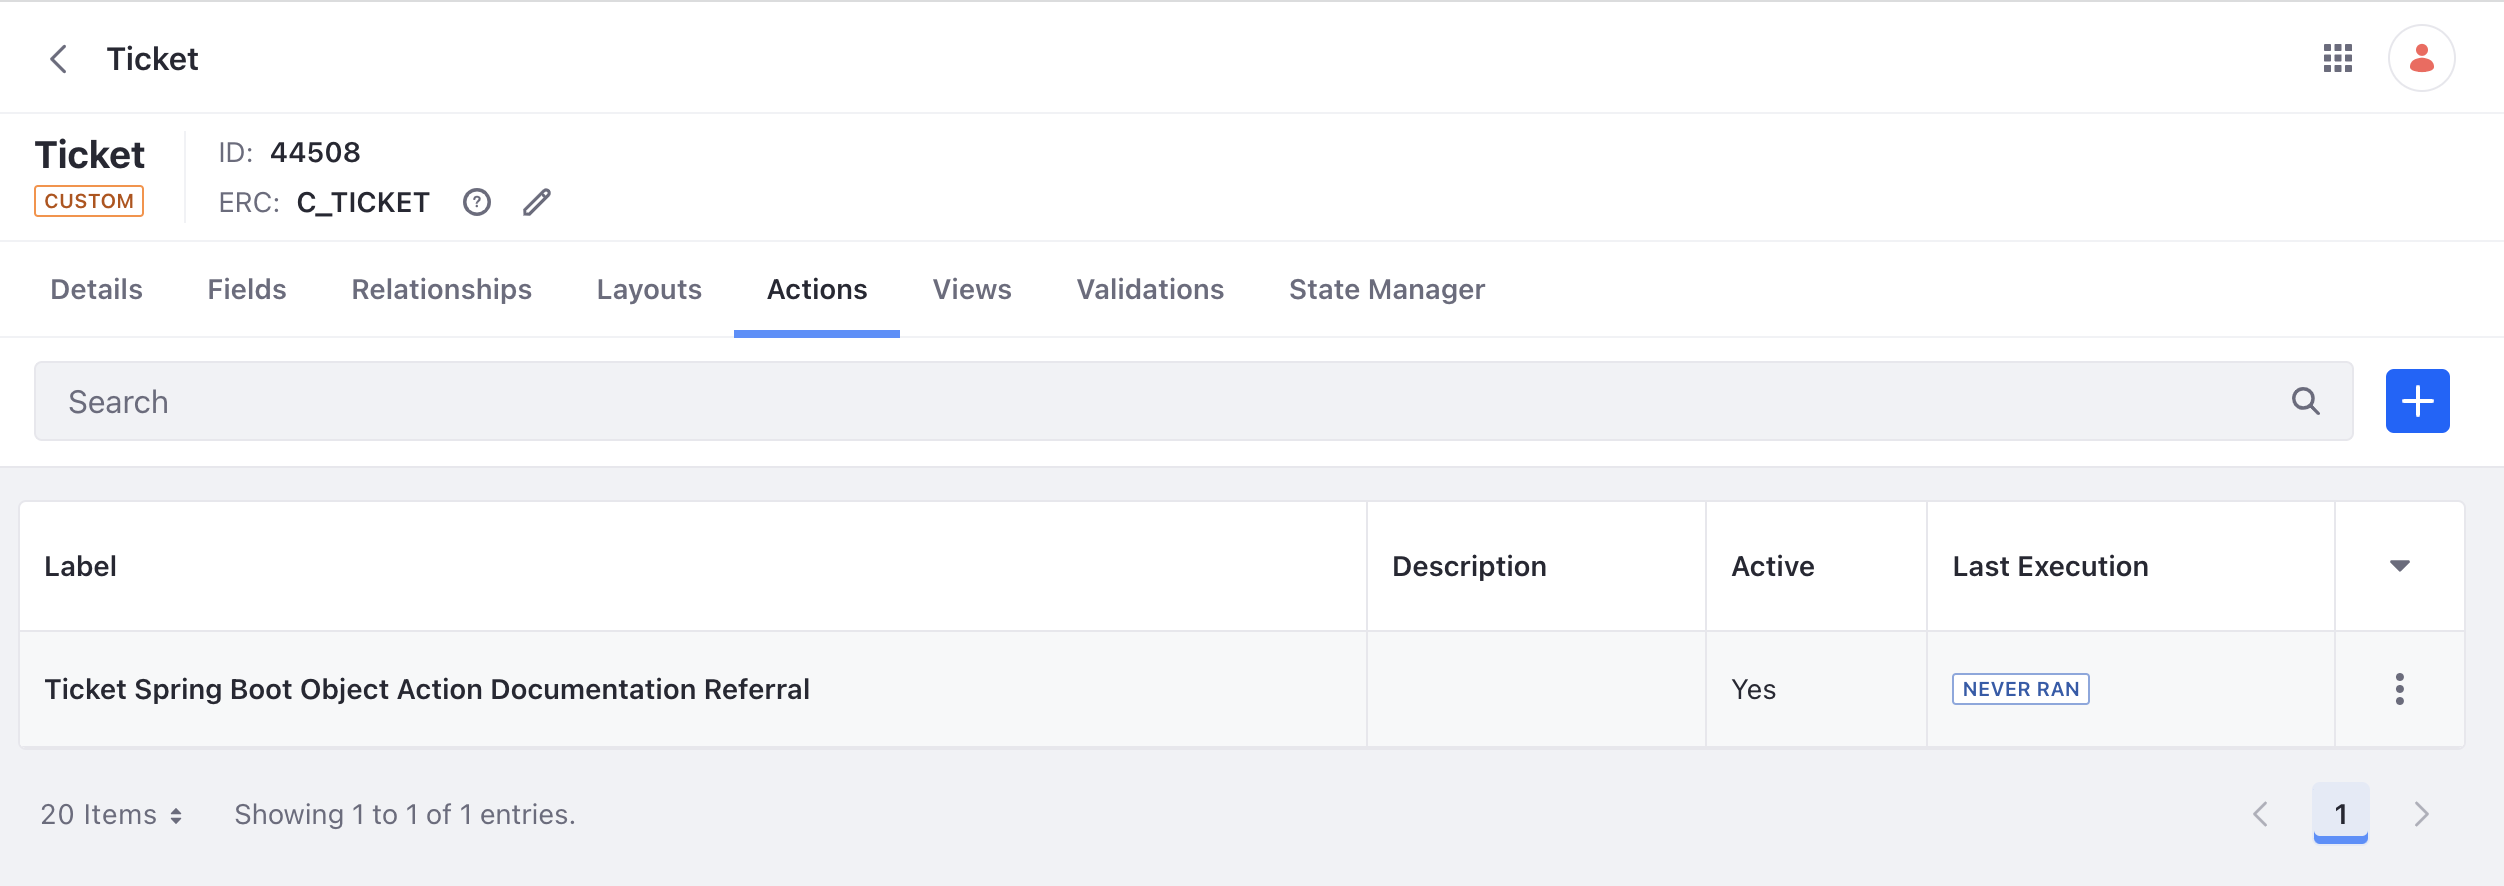 Ticket
Ticket
CUSTOM
ID: 44508
ERC: C_TICKET ?
Details Fields Relationships Layouts Actions Views Validations State Manager
Search
Label Description Active Last Execution
Ticket Spring Boot Object Action Documentation Referral Yes NEVER RAN
20 Items Showing 1 to 1 of 1 entries. 1